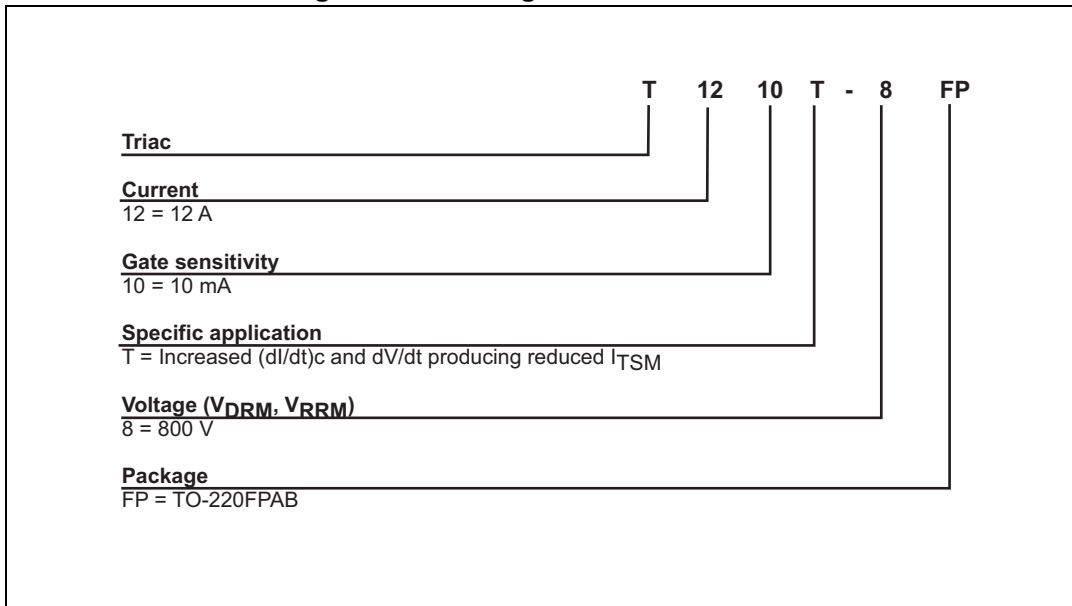 T 12 10 T - 8 FP
Triac
Current
12 = 12 A
Gate sensitivity
10 = 10 mA
Specific application
T = Increased (dI/dt)c and dV/dt producing reduced ITSM
Voltage (VDRM, VRRM)
8 = 800 V
Package
FP = TO-220FPAB